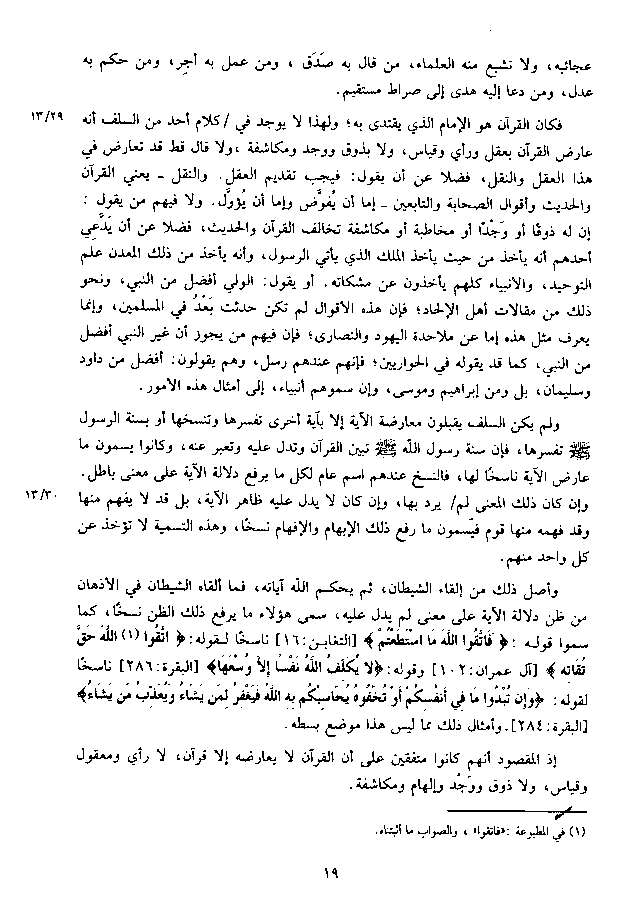 عجائبه، ولا تشبع منه العلماء، من قال به صَدَق ، ومن عمل به أجر، ومن حكم به
عدل، ومن دعا إليه هدى إلى صراط مستقيم.
فكان القرآن هو الإمام الذي يقتدى به؛ ولهذا لا يوجد في /كلام أحد من السلف أنه
١٣/٢٩
عارض القرآن بعقل ورأي وقياس، ولا بذوق ووجد ومكاشفة ،ولا قال قط قد تعارض في
هذا العقل والنقل، فضلا عن أن يقول: فيجب تقديم العقل. والنقل ـ يعني القرآن
والحديث وأقوال الصحابة والتابعين ـ إما أن يُفوَّض وإما أن يُؤوَّل. ولا فيهم من يقول :
إن له ذوقًا أو وَجْدًا أو مخاطبة أو مكاشفة تخالف القرآن والحديث، فضلا عن أن يَدَّعي
أحدهم أنه يأخذ من حيث يأخذ الملك الذي يأتي الرسول، وأنه يأخذ من ذلك المعدن علم
التوحيد، والأنبياء كلهم يأخذون عن مشكاته. أو يقول: الولي أفضل من النبي، ونحو
ذلك من مقالات أهل الإلحاد؛ فإن هذه الأقوال لم تكن حدثت بَعْدُ في المسلمين، وإنما
يعرف مثل هذه إما عن ملاحدة اليهود والنصارى؛ فإن فيهم من يجوز أن غير النبي أفضل
من النبي، كما قد يقوله في الحواريين؛ فإنهم عندهم رسل، وهم يقولون: أفضل من داود
وسليمان، بل ومن إبراهيم وموسى، وإن سموهم أنبياء، إلى أمثال هذه الأمور.
ولم يكن السلف يقبلون معارضة الآية إلا بآية أخرى تفسرها وتنسخها أو بسنة الرسول
ﷺ تفسرها، فإن سنة رسول الله ﷺ تبين القرآن وتدل عليه وتعبر عنه، وكانوا يسمون ما
عارض الآية ناسخًا لها، فالنسخ عندهم اسم عام لكل ما يرفع دلالة الآية على معنى باطل.
وإن كان ذلك المعنى لم/ يرد بها، وإن كان لا يدل عليه ظاهر الآية، بل قد لا يفهم منها
١٣/٣٠
وقد فهمه منها قوم فيَسمون ما رفع ذلك الإبهام والإفهام نسخًا، وهذه التسمية لا تؤخذ عن
كل واحد منهم.
وأصل ذلك من إلقاء الشيطان، ثم يحكم الله آياته، فما ألقاه الشيطان في الأذهان
من ظن دلالة الآية على معنى لم يدل عليه، سمى هؤلاء ما يرفع ذلك الظن نسخًا، كما
سموا قوله :﴿ فَاتَّقُوا اللَّهَ مَا اسْتَطَعْتُمْ ﴾ [التغابن:١٦] ناسخًا لقوله:﴿ اتَّقُوا (١) اللَّهَ حَقَّ
تُقَاتِه ﴾ [آل عمران:١٠٢] وقوله: ﴿لا يُكَلِّفُ اللَّهُ نَفْسًا إِلاَّ وُسْعَهَا﴾ [البقرة:٢٨٦] ناسخًا
لقوله: ﴿وَإِن تُبْدُوا مَا فِي أَنفُسِكُمْ أَوْ تُخْفُوهُ يُحَاسِبْكُم بِهِ اللَّهُ فَيَغْفِرُ لِمَن يَشَاءُ وَيُعَذِّبُ مَن يَشَاءُ﴾
[البقرة:٢٨٤]. وأمثال ذلك مما ليس هذا موضع بسطه.
إذ المقصود أنهم كانوا متفقين على أن القرآن لا يعارضه إلا قرآن، لا رأي ومعقول
وقياس، ولا ذوق ووَجْد وإلهام ومكاشفة.
(١) في المطبوعة :«فاتقوا» ، والصواب ما أثبتناه.
١٩